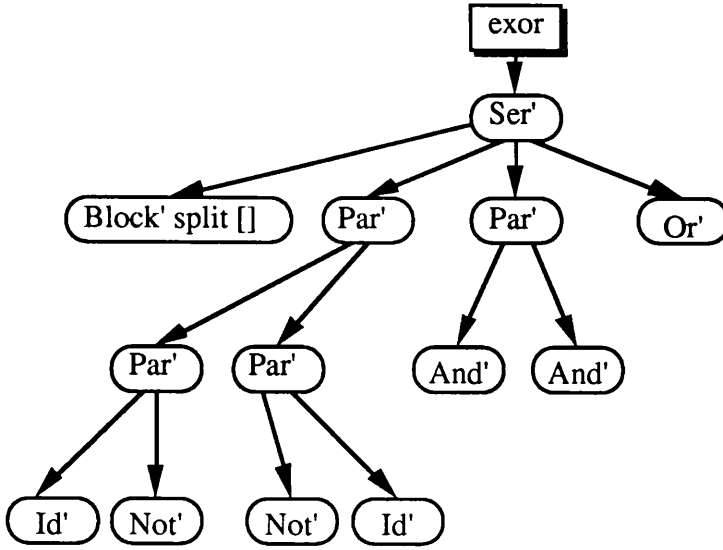 exor
Ser'
Block' split []
Par'
Par'
Or'
Par'
Par'
And'
And'
Id'
Not'
Not'
Id'